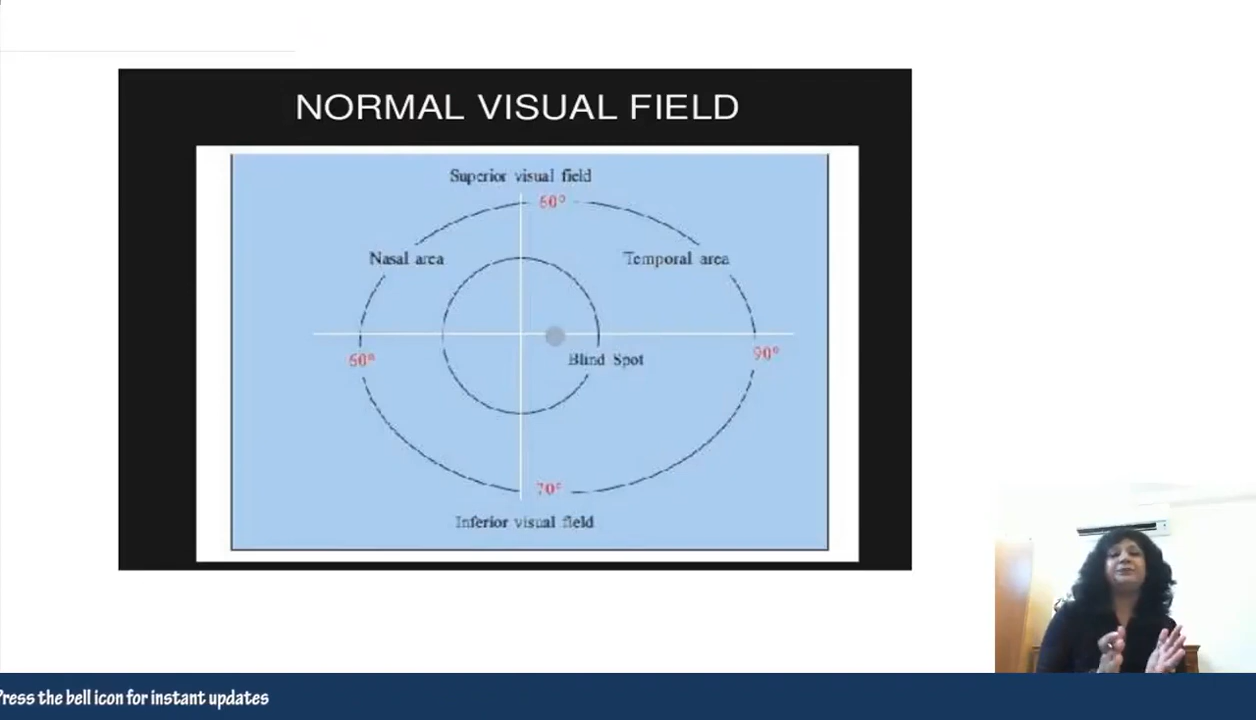 NORMAL VISUAL FIELD
Superior visual field
60°
Nasal area
Temporal area
60°
Blind Spot
90°
70°
Inferior visual field
Press the bell icon for instant updates